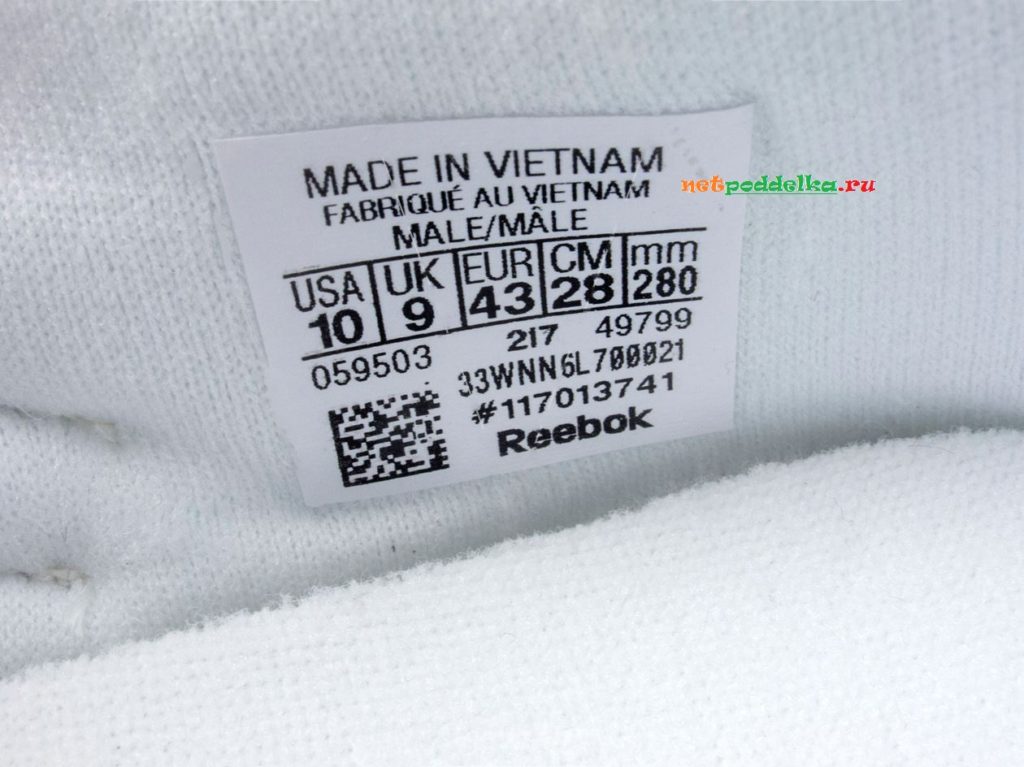 MADE IN VIETNAM
FABRIQUÉ AU VIETNAM
MALE/MÂLE
USA UK EUR CM mm
10 9 43 28 280
059503 217 49799
33WNN6L700021
#117013741
Reebok
netpoddelka.ru